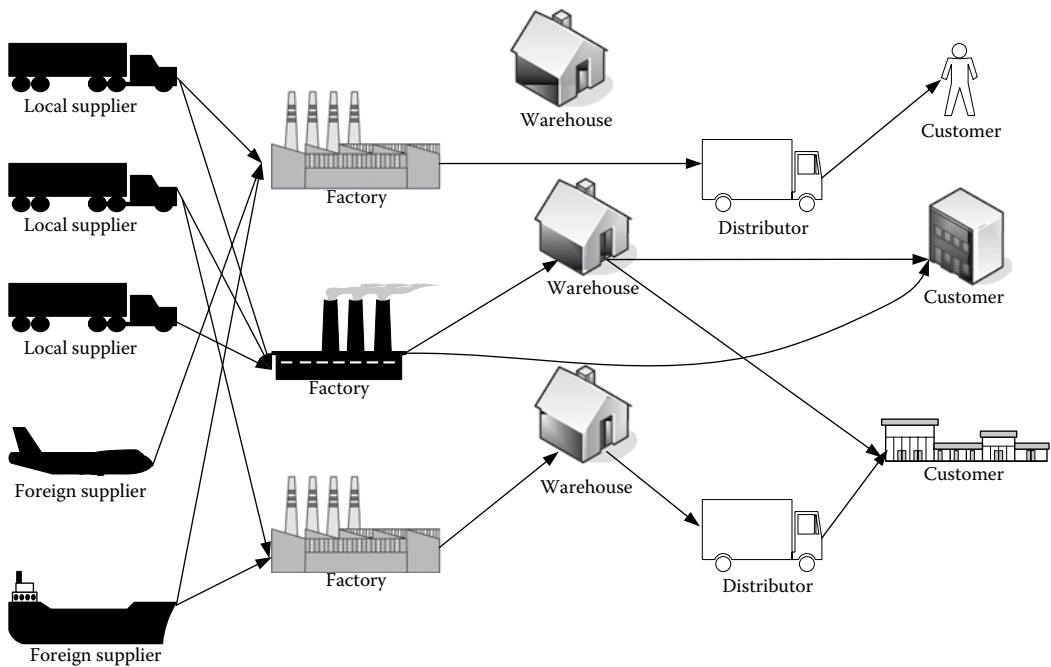 Local supplier
Local supplier
Local supplier
Foreign supplier
Foreign supplier
Factory
Factory
Factory
Warehouse
Warehouse
Warehouse
Distributor
Distributor
Customer
Customer
Customer